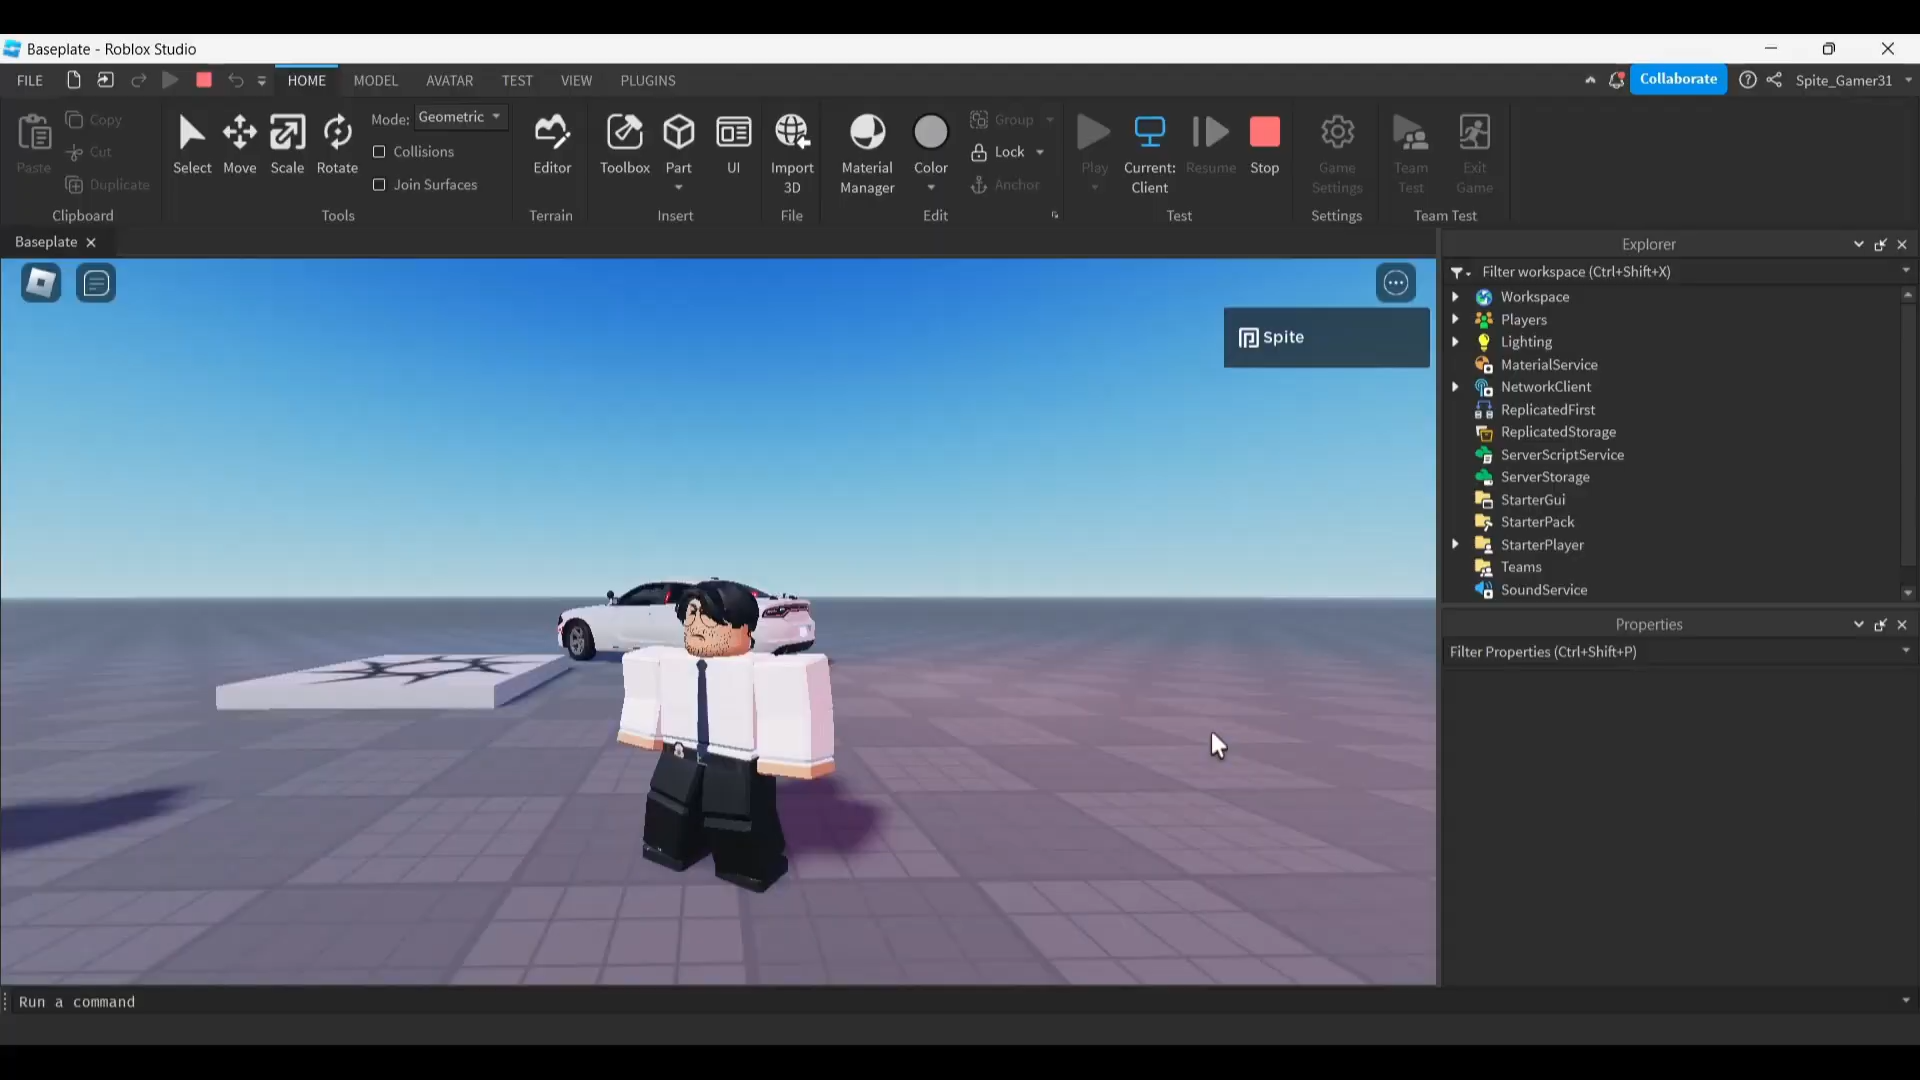 Baseplate - Roblox Studio
FILE
HOME
MODEL
AVATAR
TEST
VIEW
PLUGINS
Collaborate
Spite_Gamer31
Paste
Copy
Cut
Duplicate
Clipboard
Select
Move
Scale
Rotate
Mode: Geometric
Collisions
Join Surfaces
Tools
Editor
Terrain
Toolbox
Part
UI
Insert
Import
3D
File
Material
Manager
Color
Group
Lock
Anchor
Edit
Play
Current:
Client
Resume
Stop
Test
Game
Settings
Settings
Team
Test
Exit
Game
Team Test
Baseplate
Spite
Explorer
Filter workspace (Ctrl+Shift+X)
Workspace
Players
Lighting
MaterialService
NetworkClient
ReplicatedFirst
ReplicatedStorage
ServerScriptService
ServerStorage
StarterGui
StarterPack
StarterPlayer
Teams
SoundService
Properties
Filter Properties (Ctrl+Shift+P)
Run a command